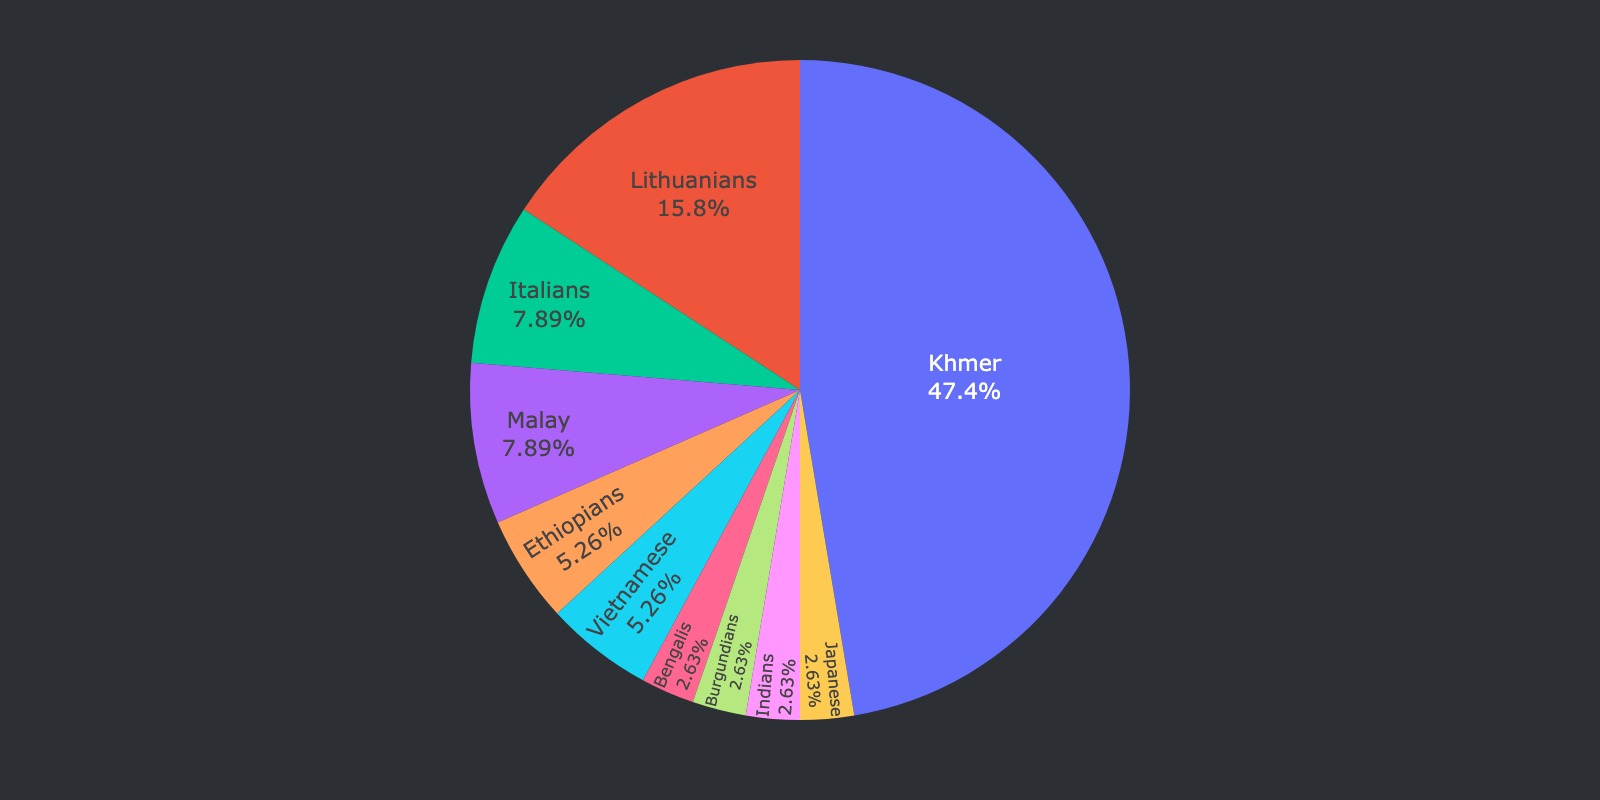 Lithuanians
15.8%
Khmer
47.4%
Italians
7.89%
Malay
7.89%
Ethiopians
5.26%
Vietnamese
5.26%
Bengalis
2.63%
Burgundians
2.63%
Indians
2.63%
Japanese
2.63%